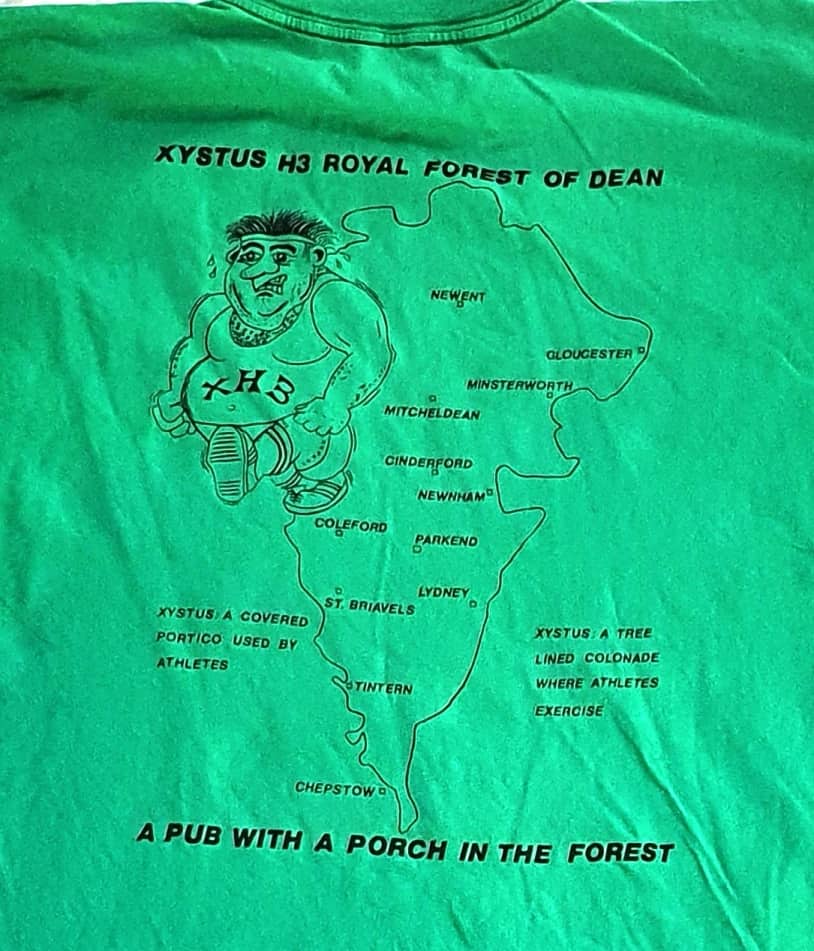 XYSTUS H3 ROYAL FOREST OF DEAN
NEWENT
GLOUCESTER
MINSTERWORTH
XH3
MITCHELDEAN
CINDERFORD
NEWNHAM
COLEFORD
PARKEND
LYDNEY
ST. BRIAVELS
XYSTUS: A COVERED
PORTICO USED BY
ATHLETES
XYSTUS: A TREE
LINED COLONADE
WHERE ATHLETES
EXERCISE
TINTERN
CHEPSTOW
A PUB WITH A PORCH IN THE FOREST